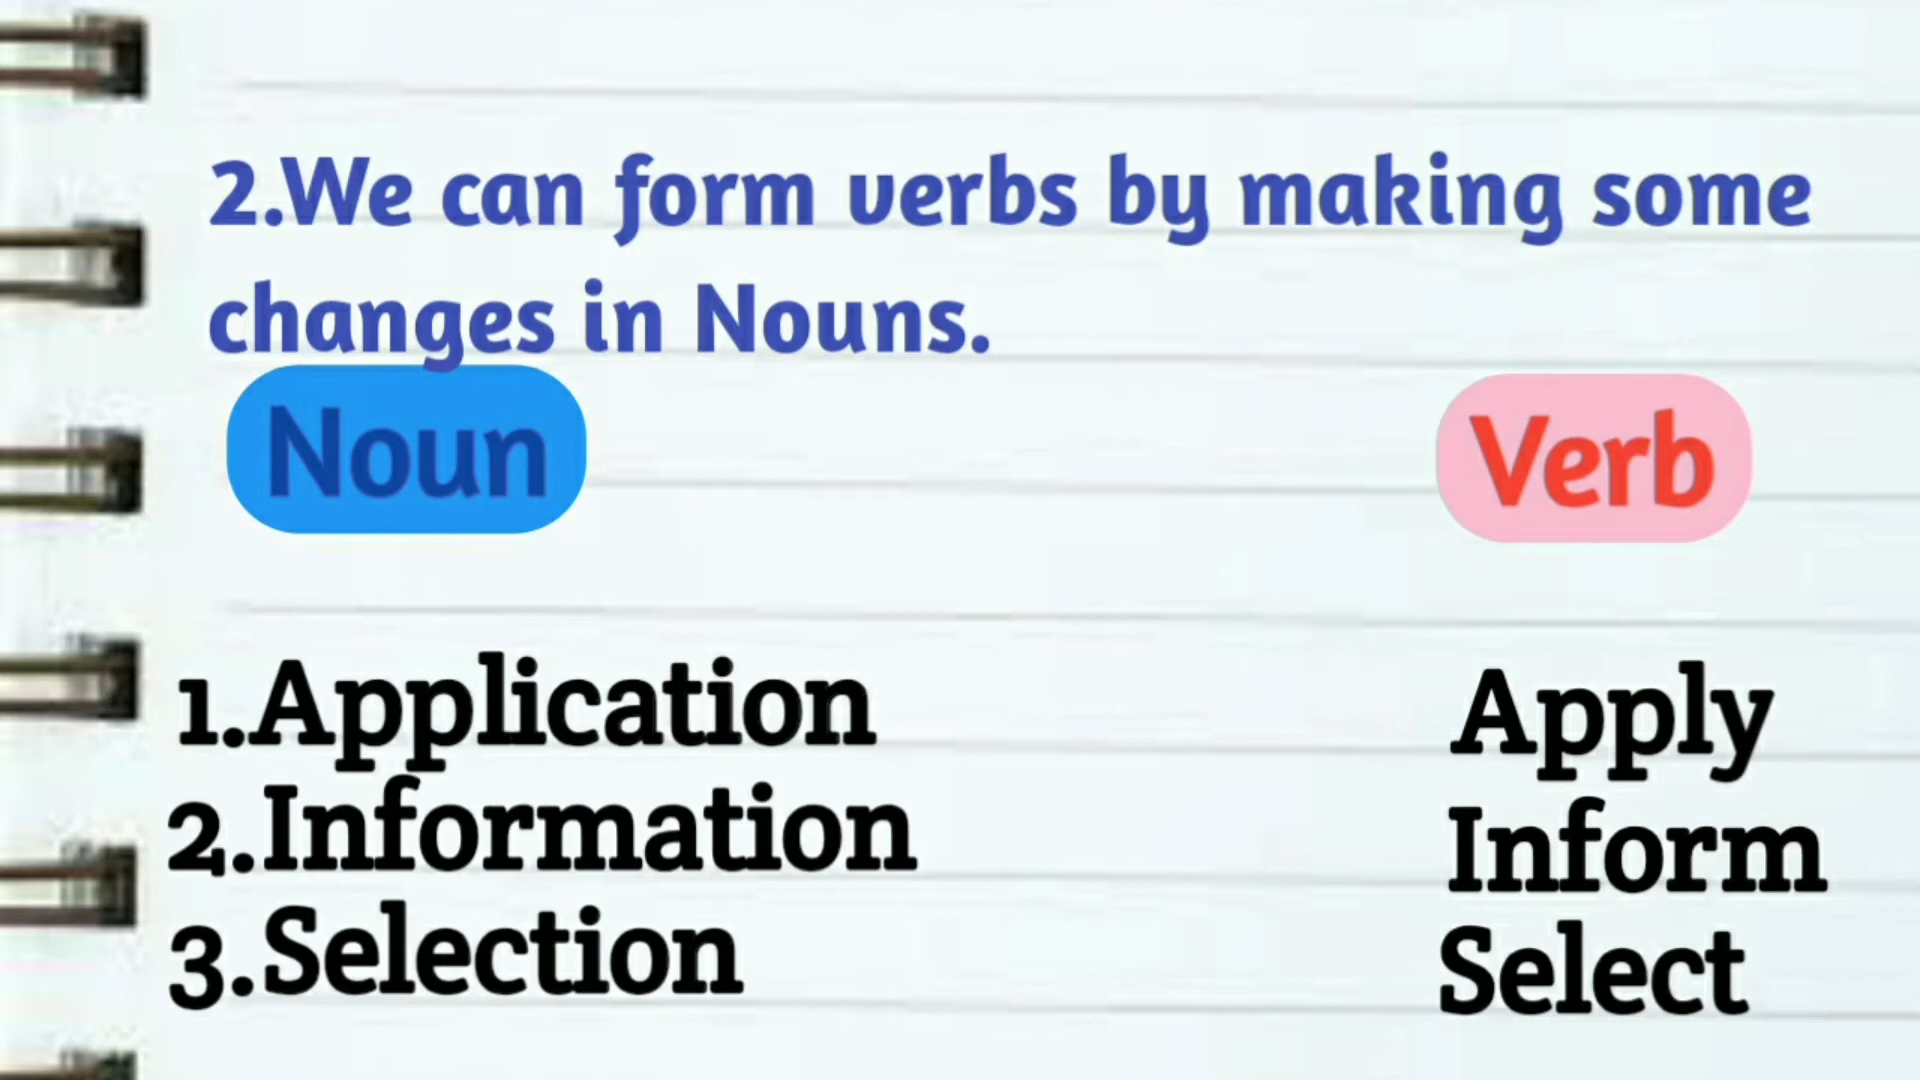 2.We can form verbs by making some
changes in Nouns.
Noun Verb
1.Application Apply
2.Information Inform
3.Selection Select